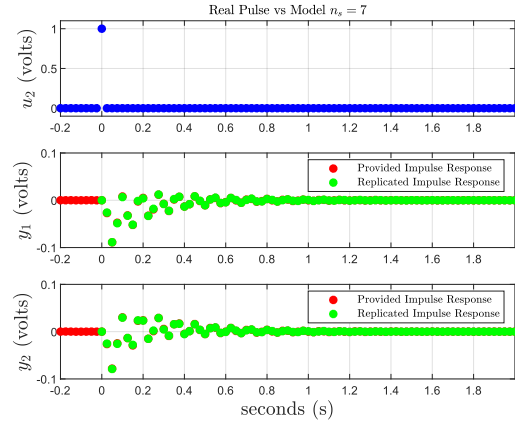 Real Pulse vs Model n_s = 7
u_2 (volts)
1
0.5
0
-0.2 0 0.2 0.4 0.6 0.8 1 1.2 1.4 1.6 1.8
y_1 (volts)
0.1
0
-0.1
Provided Impulse Response
Replicated Impulse Response
-0.2 0 0.2 0.4 0.6 0.8 1 1.2 1.4 1.6 1.8
y_2 (volts)
0.1
0
-0.1
Provided Impulse Response
Replicated Impulse Response
-0.2 0 0.2 0.4 0.6 0.8 1 1.2 1.4 1.6 1.8
seconds (s)